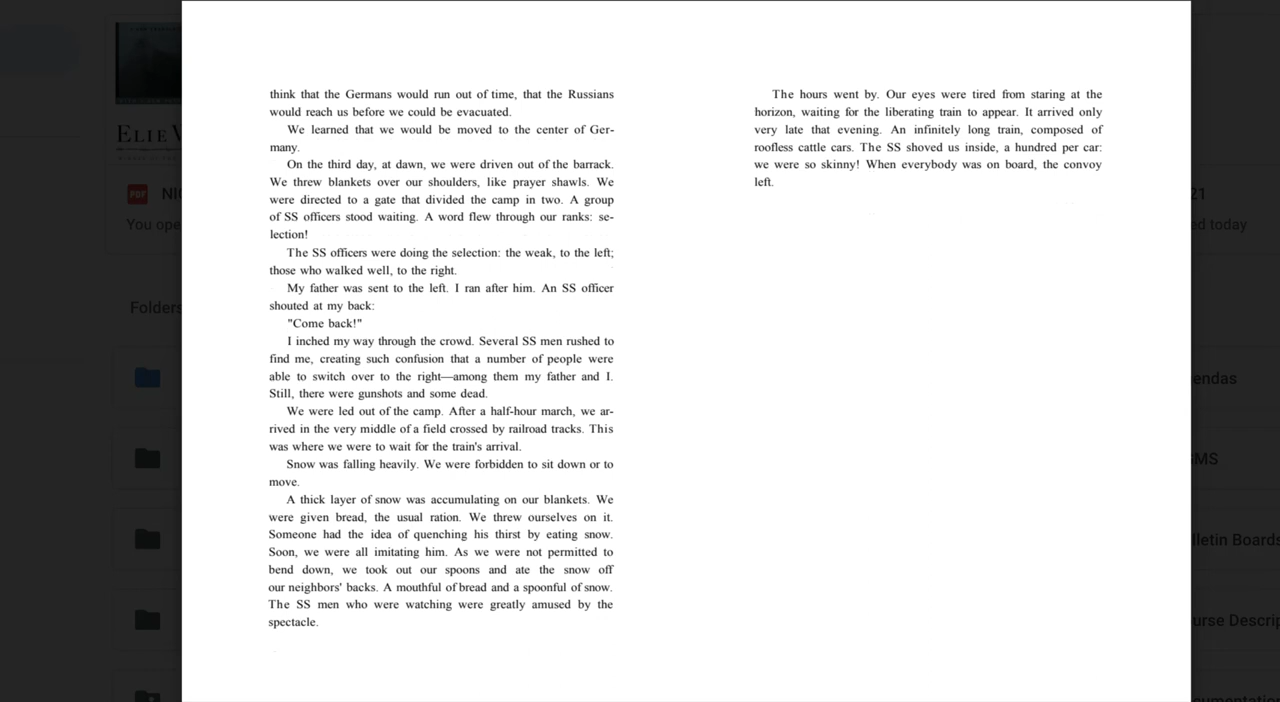 ELIE
PDF
You ope
Folders
think that the Germans would run out of time, that the Russians
would reach us before we could be evacuated.
We learned that we would be moved to the center of Ger-
many.
On the third day, at dawn, we were driven out of the barrack.
We threw blankets over our shoulders, like prayer shawls. We
were directed to a gate that divided the camp in two. A group
of SS officers stood waiting. A word flew through our ranks: se-
lection!
The SS officers were doing the selection: the weak, to the left;
those who walked well, to the right.
My father was sent to the left. I ran after him. An SS officer
shouted at my back:
"Come back!"
I inched my way through the crowd. Several SS men rushed to
find me, creating such confusion that a number of people were
able to switch over to the right—among them my father and I.
Still, there were gunshots and some dead.
We were led out of the camp. After a half-hour march, we ar-
rived in the very middle of a field crossed by railroad tracks. This
was where we were to wait for the train's arrival.
Snow was falling heavily. We were forbidden to sit down or to
move.
A thick layer of snow was accumulating on our blankets. We
were given bread, the usual ration. We threw ourselves on it.
Someone had the idea of quenching his thirst by eating snow.
Soon, we were all imitating him. As we were not permitted to
bend down, we took out our spoons and ate the snow off
our neighbors' backs. A mouthful of bread and a spoonful of snow.
The SS men who were watching were greatly amused by the
spectacle.
The hours went by. Our eyes were tired from staring at the
horizon, waiting for the liberating train to appear. It arrived only
very late that evening. An infinitely long train, composed of
roofless cattle cars. The SS shoved us inside, a hundred per car:
we were so skinny! When everybody was on board, the convoy
left.
21
ed today
endas
SMS
lletin Boards
urse Descrip